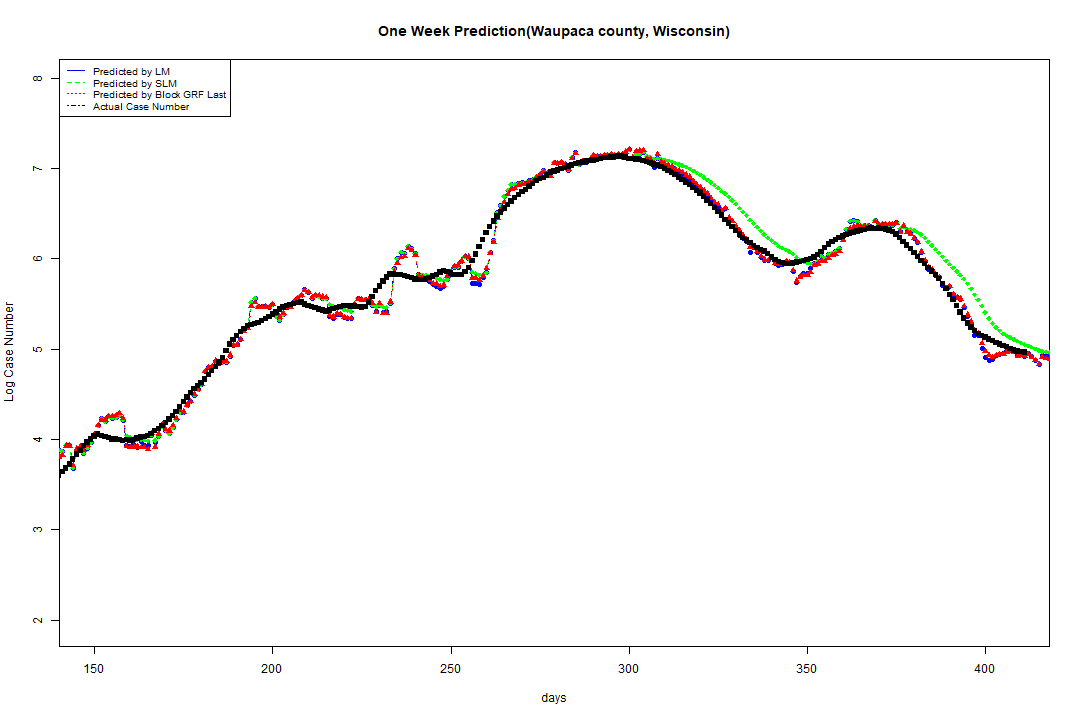 One Week Prediction(Waupaca county, Wisconsin)
Predicted by LM
Predicted by SLM
Predicted by Block GRF Last
Actual Case Number
8
7
6
5
4
3
2
Log Case Number
150 200 250 300 350 400
days